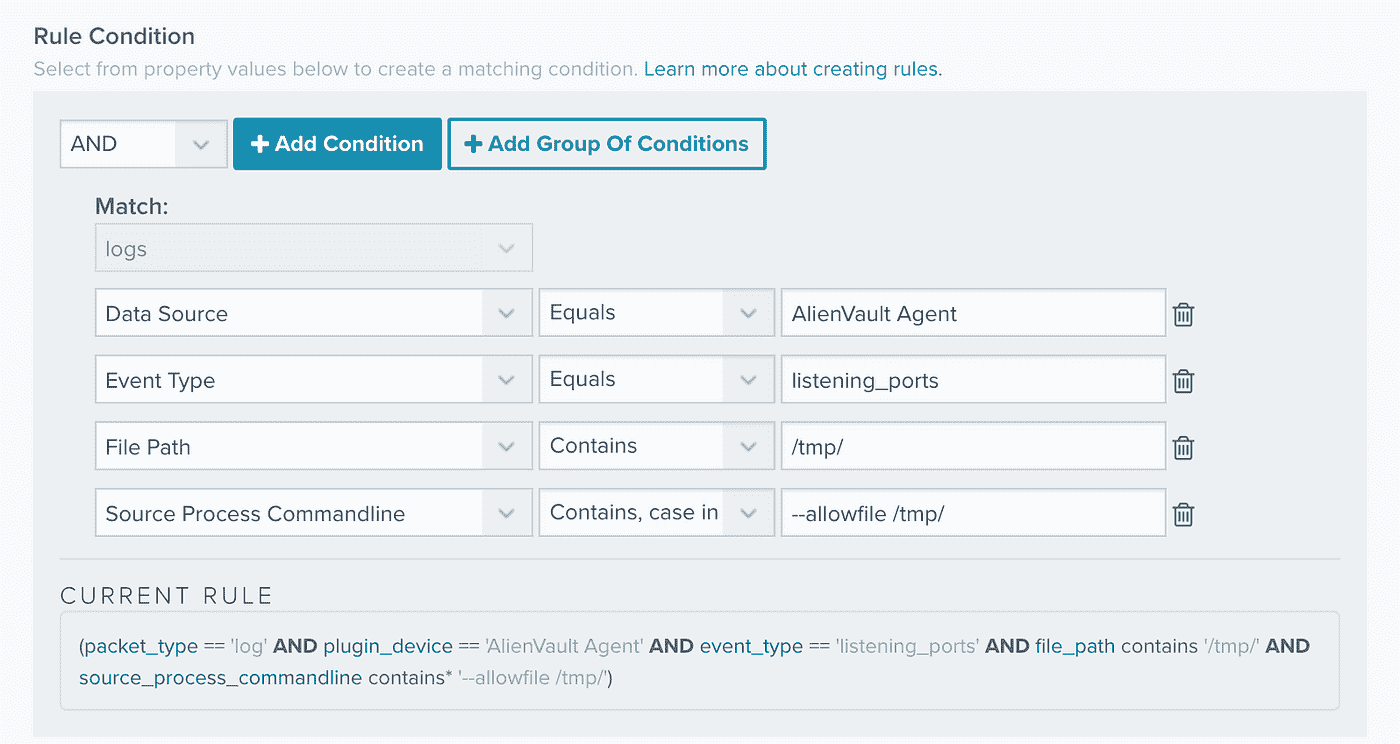 Rule Condition
Select from property values below to create a matching condition. Learn more about creating rules.
AND + Add Condition + Add Group Of Conditions
Match:
logs
Data Source Equals AlienVault Agent
Event Type Equals listening_ports
File Path Contains /tmp/
Source Process Commandline Contains, case in --allowfile /tmp/
CURRENT RULE
(packet_type == 'log' AND plugin_device == 'AlienVault Agent' AND event_type == 'listening_ports' AND file_path contains '/tmp/' AND
source_process_commandline contains* '--allowfile /tmp/')